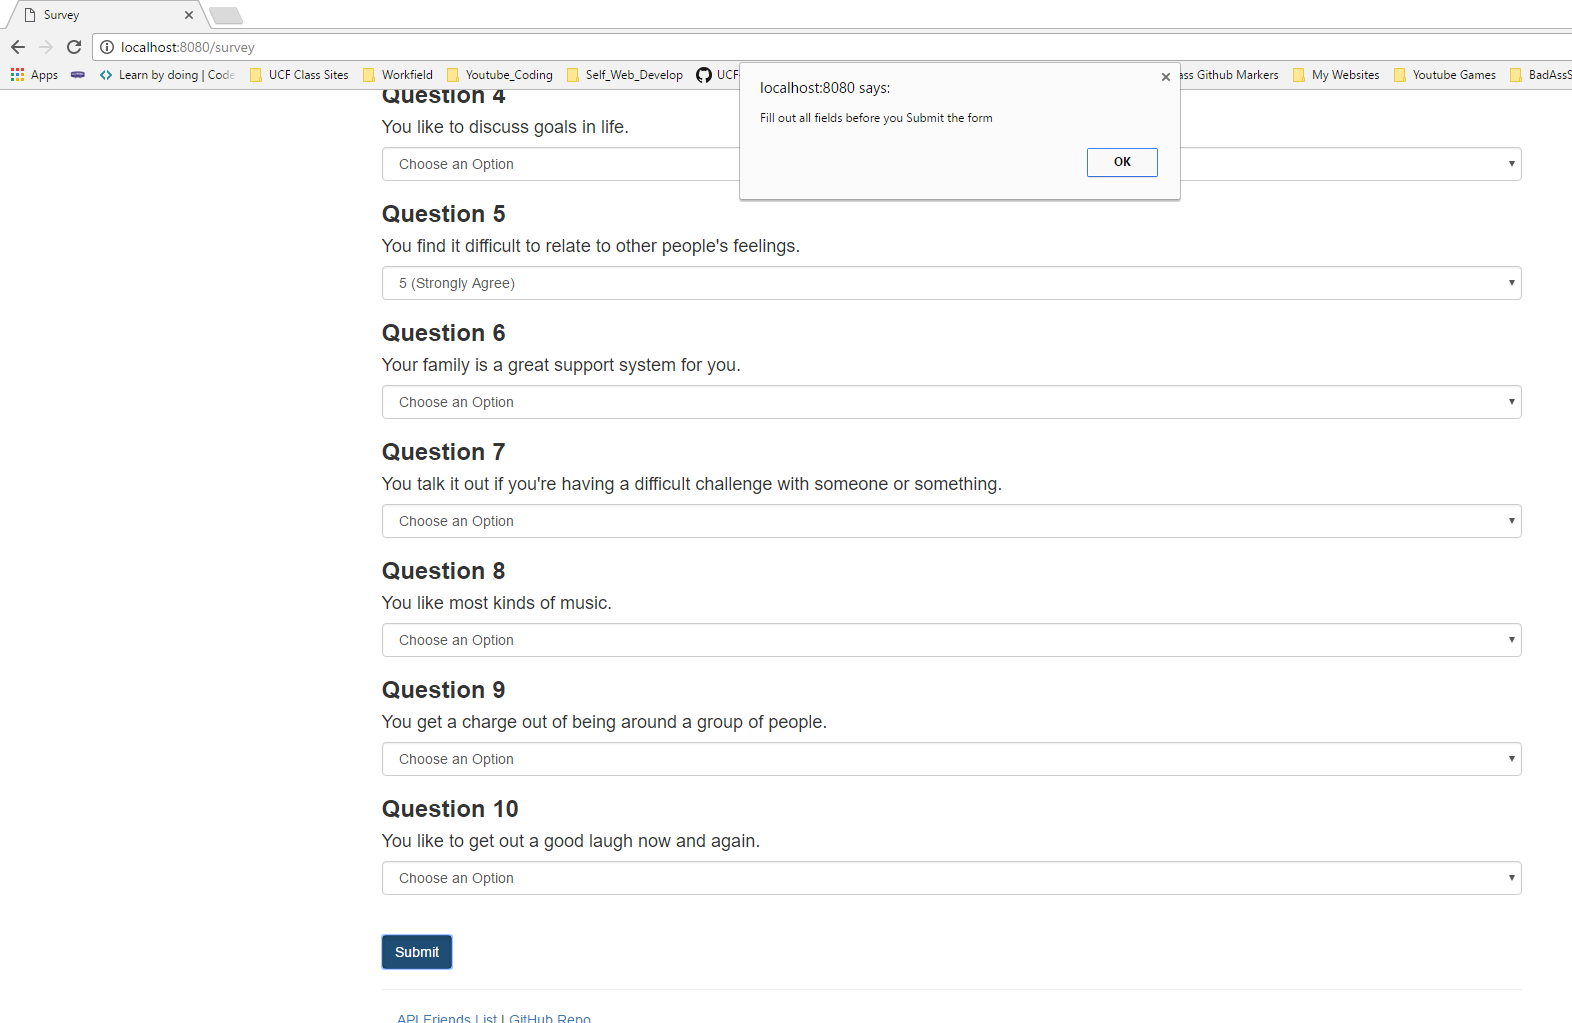 Survey
localhost:8080/survey
Apps
Learn by doing | Code
UCF Class Sites
Workfield
Youtube_Coding
Self_Web_Develop
UCF
ass Github Markers
My Websites
Youtube Games
BadAssS
localhost:8080 says:
Fill out all fields before you Submit the form
OK
Question 4
You like to discuss goals in life.
Choose an Option
Question 5
You find it difficult to relate to other people's feelings.
5 (Strongly Agree)
Question 6
Your family is a great support system for you.
Choose an Option
Question 7
You talk it out if you're having a difficult challenge with someone or something.
Choose an Option
Question 8
You like most kinds of music.
Choose an Option
Question 9
You get a charge out of being around a group of people.
Choose an Option
Question 10
You like to get out a good laugh now and again.
Choose an Option
Submit
API Friends List | GitHub Repo